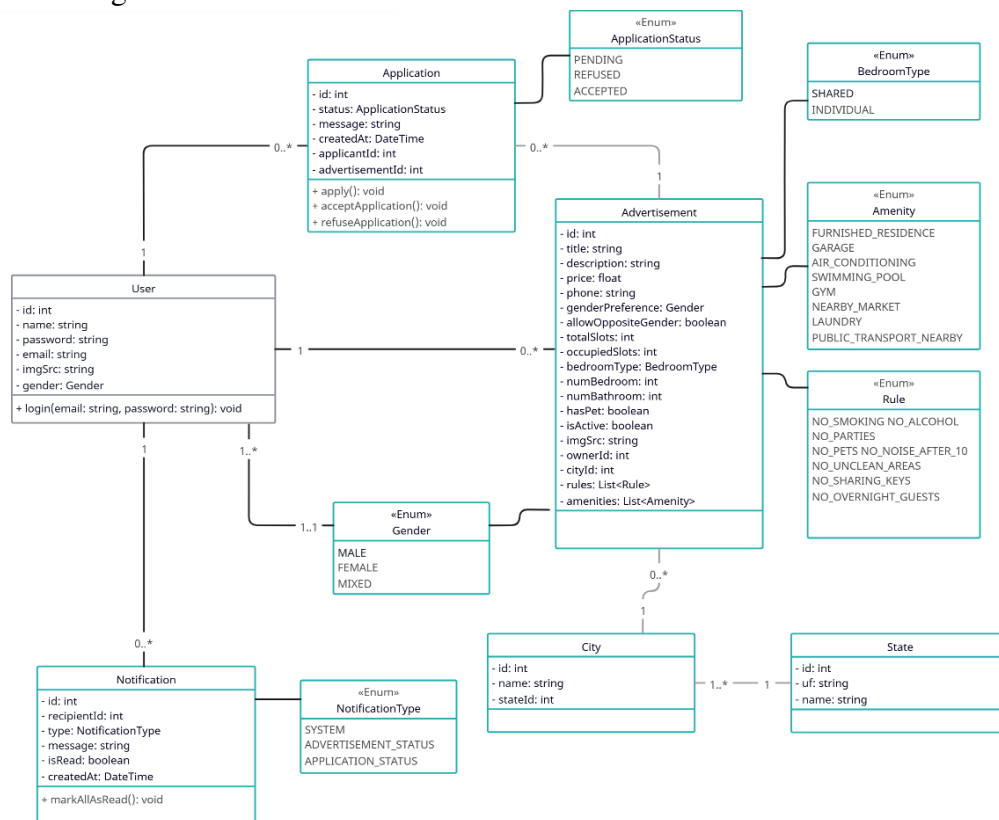 «Enum»
ApplicationStatus
PENDING
REFUSED
ACCEPTED
«Enum»
BedroomType
SHARED
INDIVIDUAL
Application
- id: int
- status: ApplicationStatus
- message: string
- createdAt: DateTime
- applicantId: int
- advertisementId: int
+ apply(): void
+ acceptApplication(): void
+ refuseApplication(): void
0..*
0..*
1
1
«Enum»
Amenity
FURNISHED_RESIDENCE
GARAGE
AIR_CONDITIONING
SWIMMING_POOL
GYM
NEARBY_MARKET
LAUNDRY
PUBLIC_TRANSPORT_NEARBY
Advertisement
- id: int
- title: string
- description: string
- price: float
- phone: string
- genderPreference: Gender
- allowOppositeGender: boolean
- totalSlots: int
- occupiedSlots: int
- bedroomType: BedroomType
- numBedroom: int
- numBathroom: int
- hasPet: boolean
- isActive: boolean
- imgSrc: string
- ownerId: int
- cityId: int
- rules: List<Rule>
- amenities: List<Amenity>
User
- id: int
- name: string
- password: string
- email: string
- imgSrc: string
- gender: Gender
+ login(email: string, password: string): void
1
0..*
«Enum»
Rule
NO_SMOKING NO_ALCOHOL
NO_PARTIES
NO_PETS NO_NOISE_AFTER_10
NO_UNCLEAN_AREAS
NO_SHARING_KEYS
NO_OVERNIGHT_GUESTS
1
1..*
1..1
«Enum»
Gender
MALE
FEMALE
MIXED
0..*
1
0..*
City
- id: int
- name: string
- stateId: int
1..*
1
State
- id: int
- uf: string
- name: string
Notification
- id: int
- recipientId: int
- type: NotificationType
- message: string
- isRead: boolean
- createdAt: DateTime
+ markAllAsRead(): void
«Enum»
NotificationType
SYSTEM
ADVERTISEMENT_STATUS
APPLICATION_STATUS